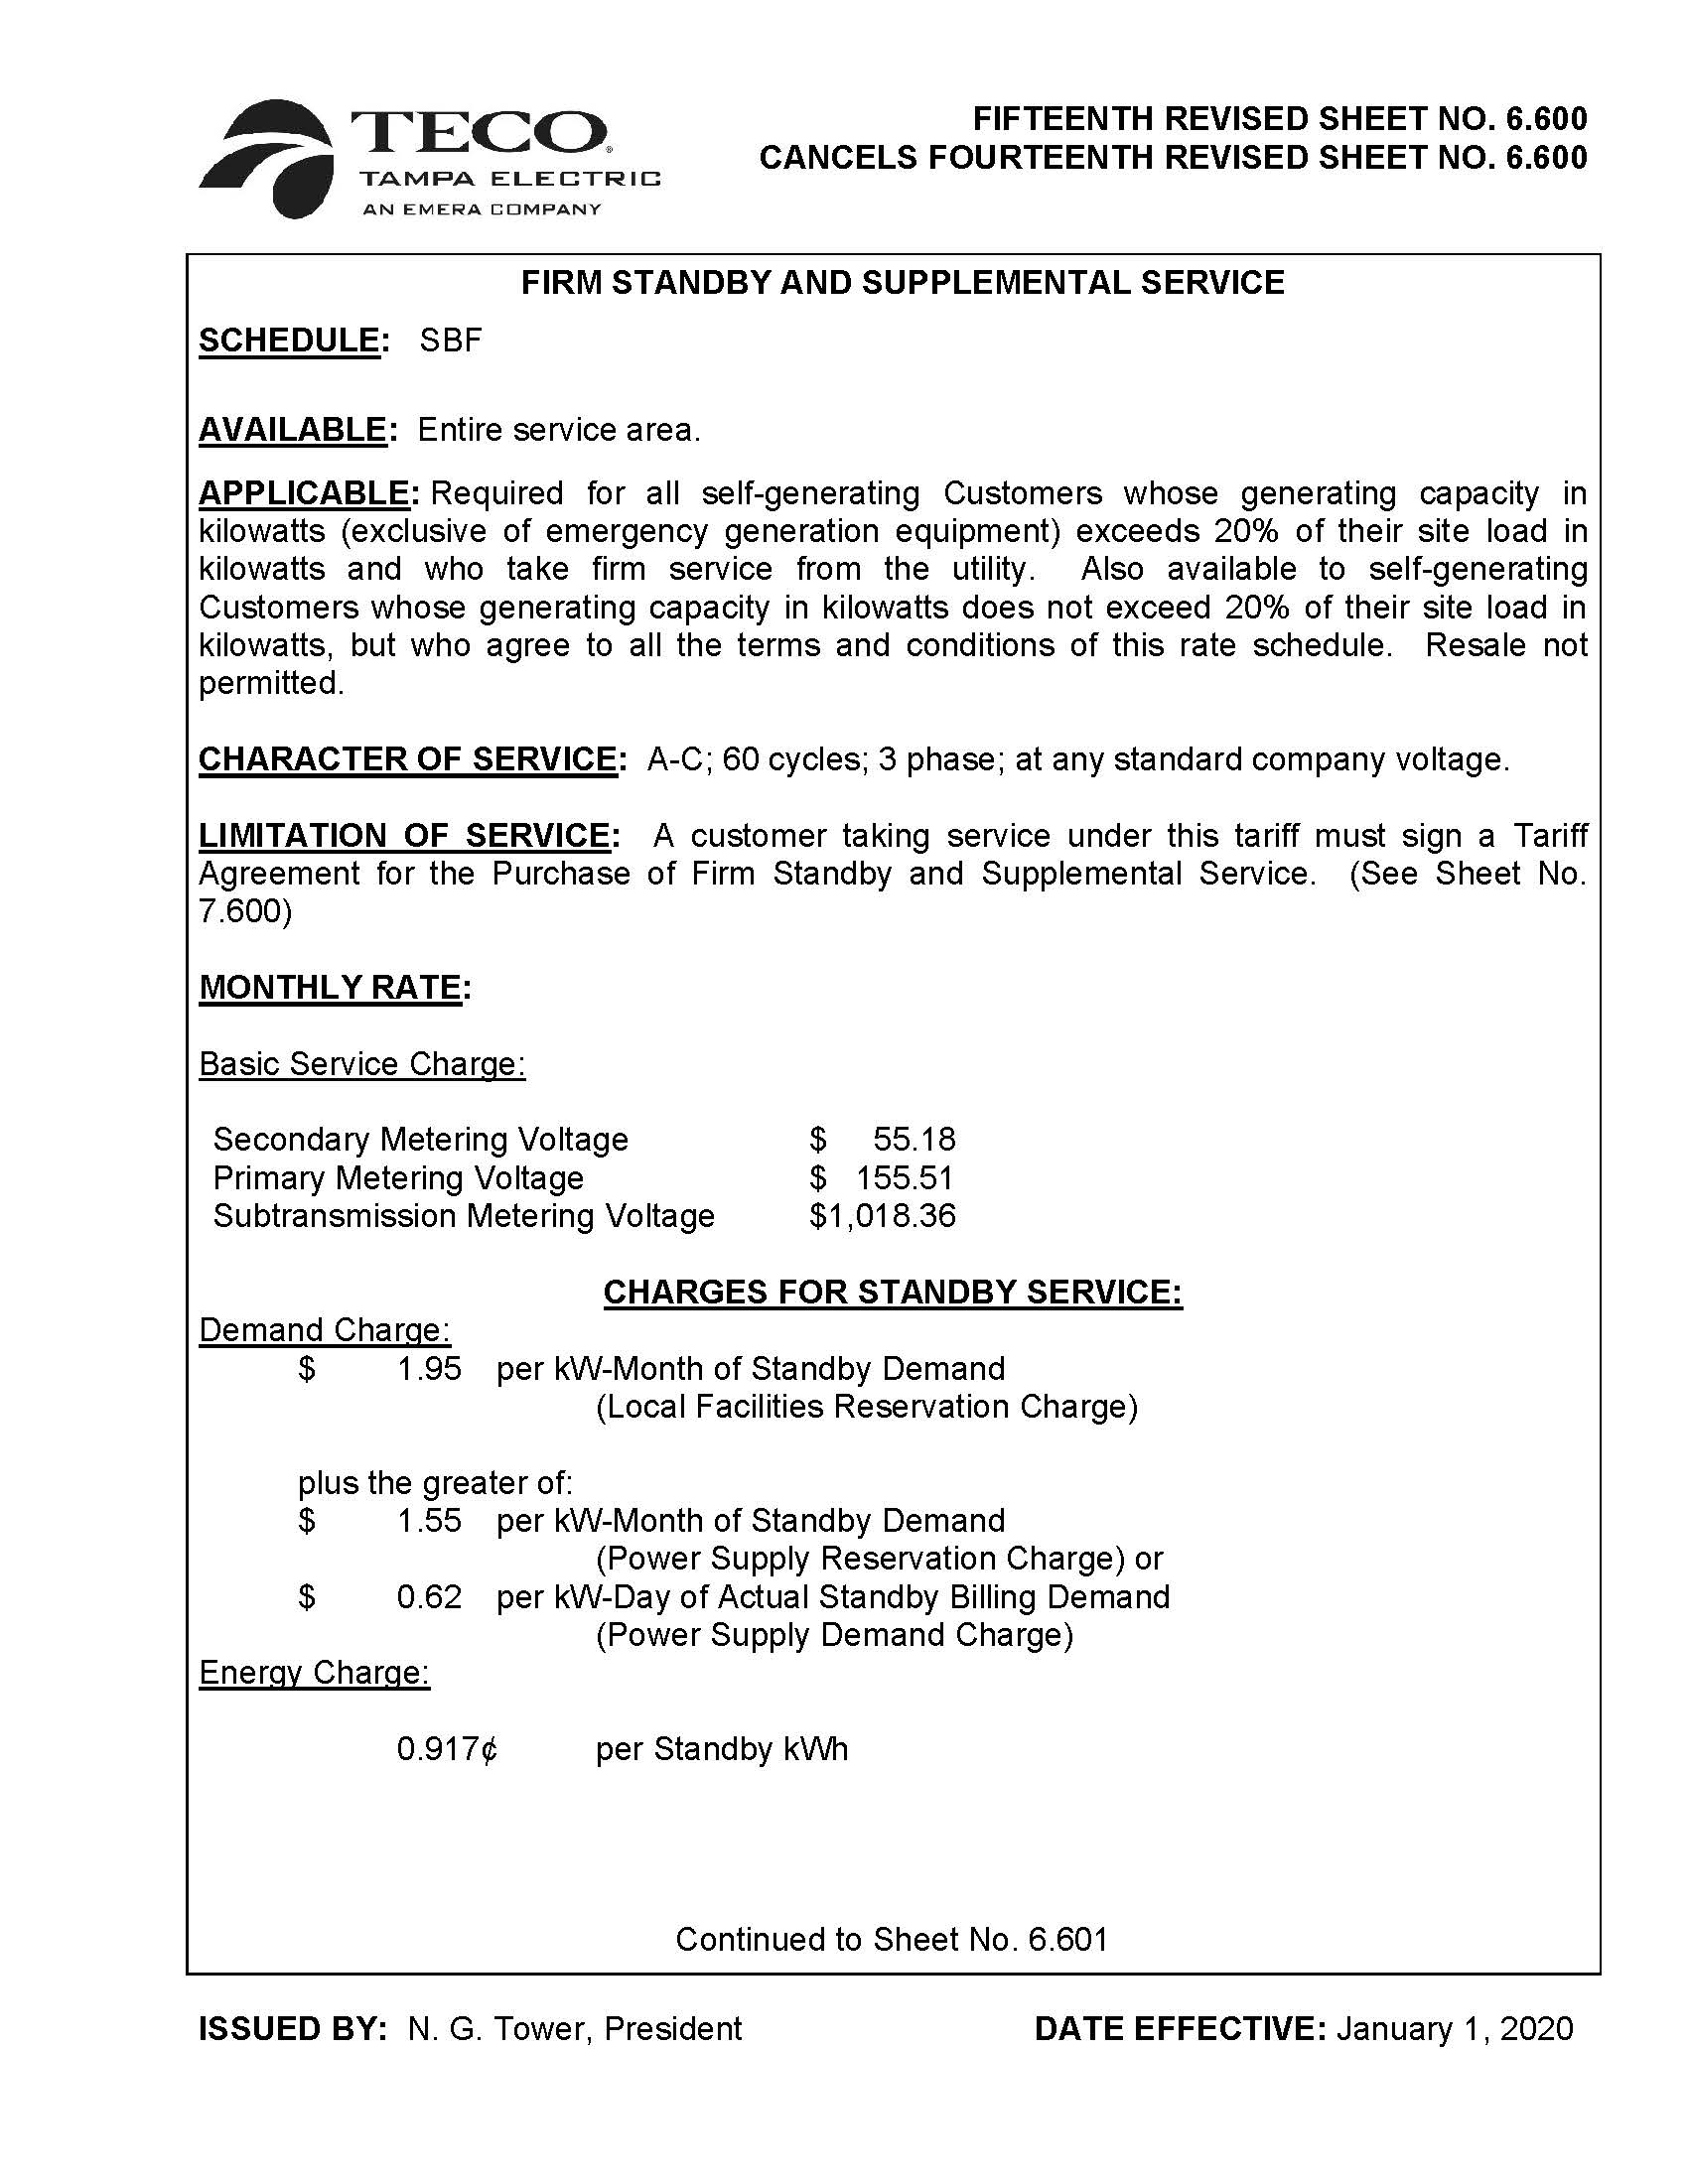 TECO®
TAMPA ELECTRIC
AN EMERA COMPANY
FIFTEENTH REVISED SHEET NO. 6.600
CANCELS FOURTEENTH REVISED SHEET NO. 6.600
FIRM STANDBY AND SUPPLEMENTAL SERVICE
SCHEDULE: SBF
AVAILABLE: Entire service area.
APPLICABLE: Required for all self-generating Customers whose generating capacity in
kilowatts (exclusive of emergency generation equipment) exceeds 20% of their site load in
kilowatts and who take firm service from the utility. Also available to self-generating
Customers whose generating capacity in kilowatts does not exceed 20% of their site load in
kilowatts, but who agree to all the terms and conditions of this rate schedule. Resale not
permitted.
CHARACTER OF SERVICE: A-C; 60 cycles; 3 phase; at any standard company voltage.
LIMITATION OF SERVICE: A customer taking service under this tariff must sign a Tariff
Agreement for the Purchase of Firm Standby and Supplemental Service. (See Sheet No.
7.600)
MONTHLY RATE:
Basic Service Charge:
Secondary Metering Voltage $ 55.18
Primary Metering Voltage $ 155.51
Subtransmission Metering Voltage $1,018.36
CHARGES FOR STANDBY SERVICE:
Demand Charge:
$ 1.95 per kW-Month of Standby Demand
(Local Facilities Reservation Charge)
plus the greater of:
$ 1.55 per kW-Month of Standby Demand
(Power Supply Reservation Charge) or
$ 0.62 per kW-Day of Actual Standby Billing Demand
(Power Supply Demand Charge)
Energy Charge:
0.917¢ per Standby kWh
Continued to Sheet No. 6.601
ISSUED BY: N. G. Tower, President
DATE EFFECTIVE: January 1, 2020